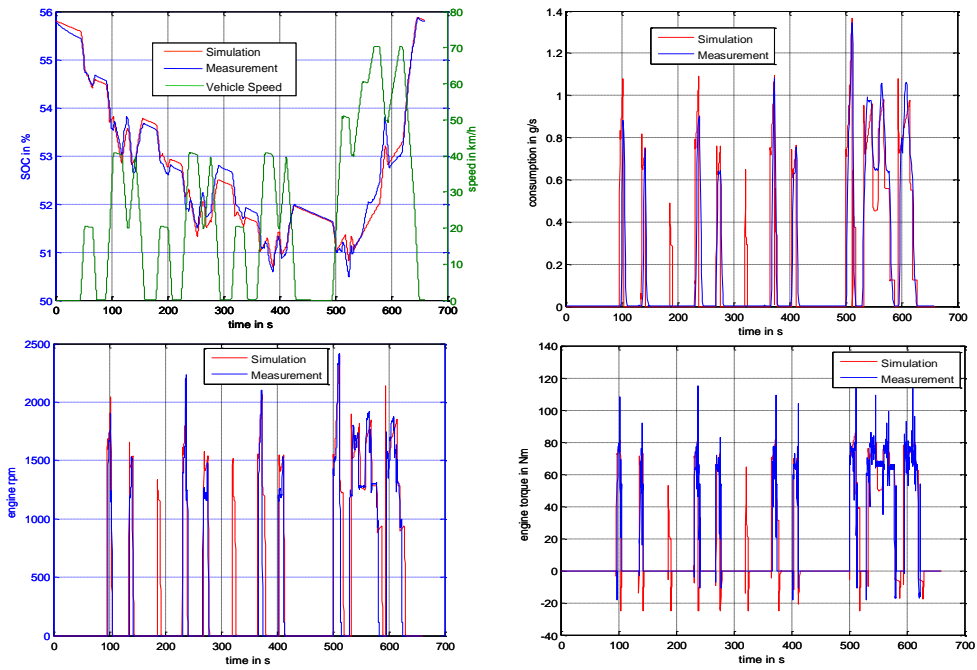 56
55
54
53
52
51
50
SOC in %
80
70
60
50
40
30
20
10
0
speed in km/h
Simulation
Measurement
Vehicle Speed
0 100 200 300 400 500 600 700
time in s
1.4
1.2
1
0.8
0.6
0.4
0.2
0
consumption in g/s
Simulation
Measurement
0 100 200 300 400 500 600 700
time in s
2500
2000
1500
1000
500
0
engine rpm
Simulation
Measurement
0 100 200 300 400 500 600 700
time in s
140
120
100
80
60
40
20
0
-20
-40
engine torque in Nm
Simulation
Measurement
0 100 200 300 400 500 600 700
time in s